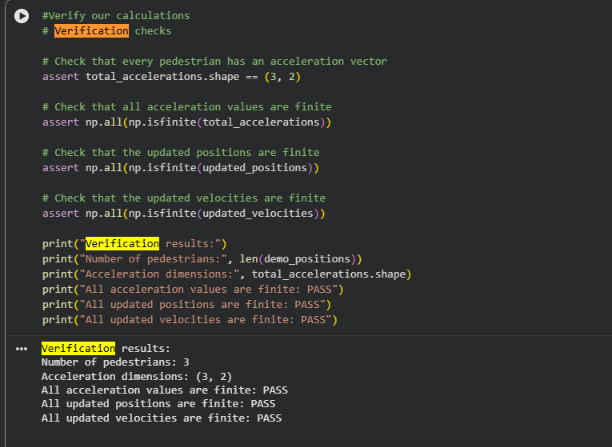 #Verify our calculations
# Verification checks
# Check that every pedestrian has an acceleration vector
assert total_accelerations.shape == (3, 2)
# Check that all acceleration values are finite
assert np.all(np.isfinite(total_accelerations))
# Check that the updated positions are finite
assert np.all(np.isfinite(updated_positions))
# Check that the updated velocities are finite
assert np.all(np.isfinite(updated_velocities))
print("Verification results:")
print("Number of pedestrians:", len(demo_positions))
print("Acceleration dimensions:", total_accelerations.shape)
print("All acceleration values are finite: PASS")
print("All updated positions are finite: PASS")
print("All updated velocities are finite: PASS")
Verification results:
Number of pedestrians: 3
Acceleration dimensions: (3, 2)
All acceleration values are finite: PASS
All updated positions are finite: PASS
All updated velocities are finite: PASS